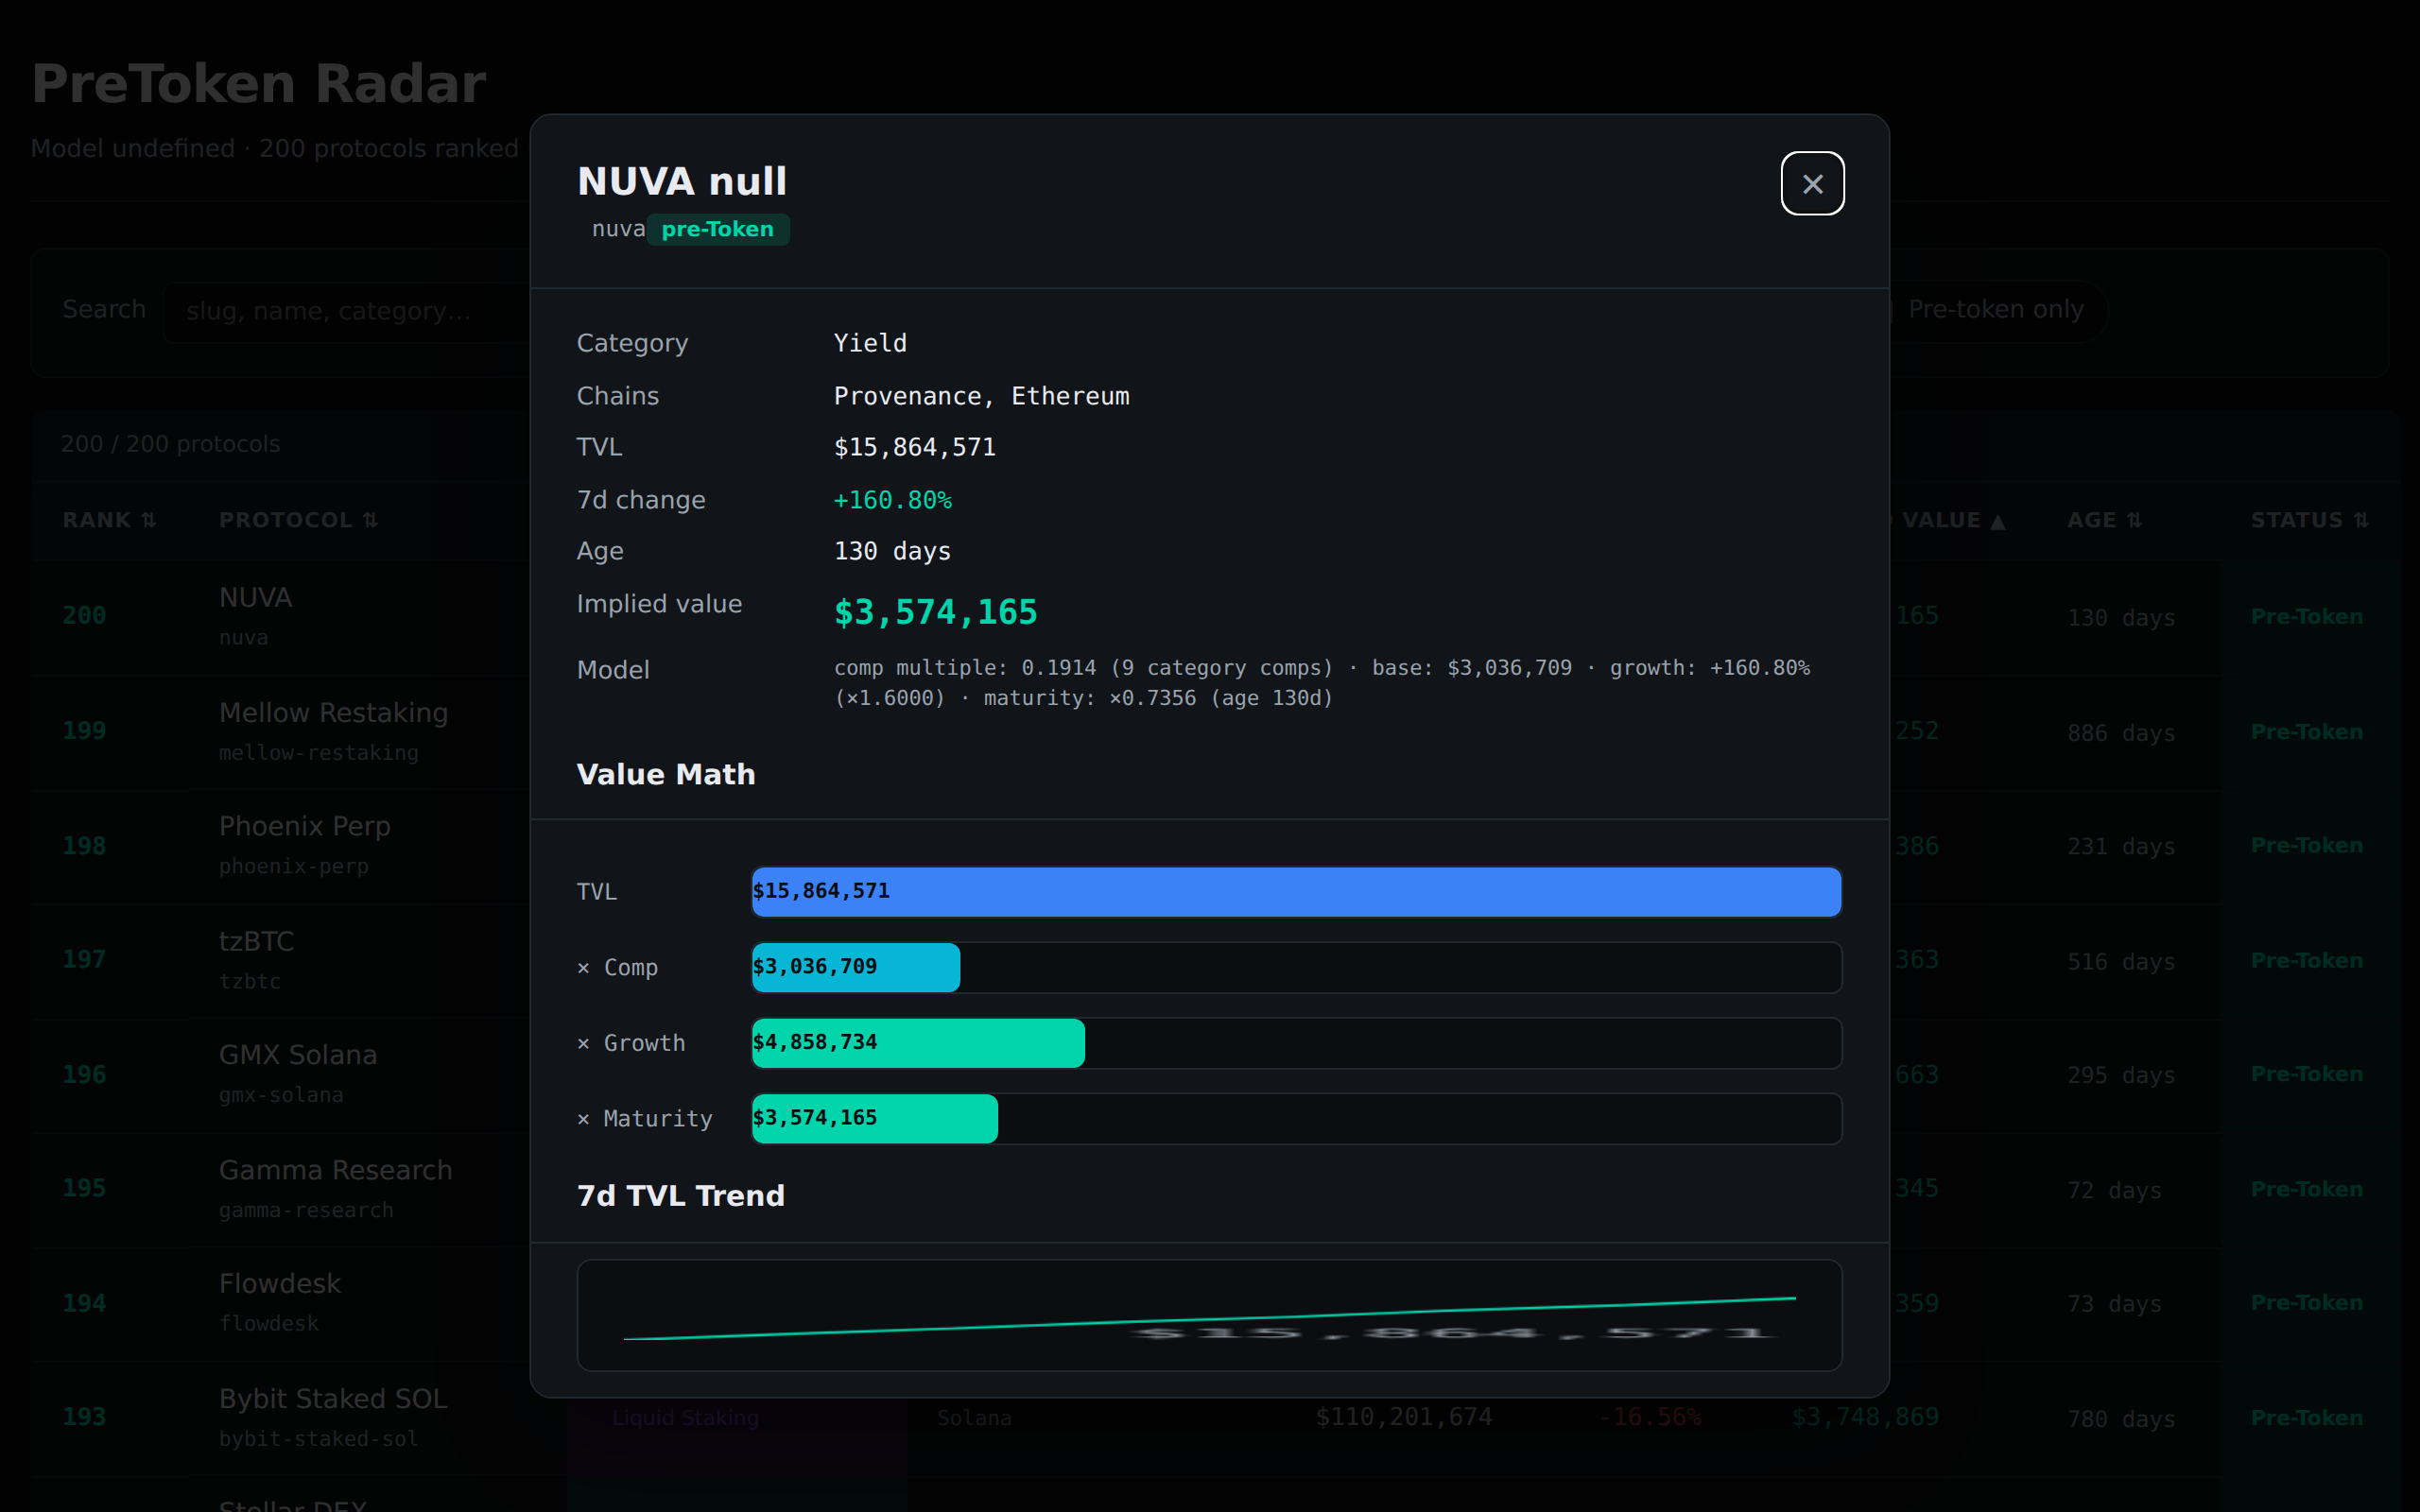 PreToken Radar
Model undefined · 200 protocols ranked
NUVA null
✕
nuva pre-Token
Search slug, name, category…
Pre-token only
200 / 200 protocols
RANK ⇅ PROTOCOL ⇅ VALUE ▲ AGE ⇅ STATUS ⇅
200 NUVA 165 130 days Pre-Token
nuva
199 Mellow Restaking 252 886 days Pre-Token
mellow-restaking
198 Phoenix Perp 386 231 days Pre-Token
phoenix-perp
197 tzBTC 363 516 days Pre-Token
tzbtc
196 GMX Solana 663 295 days Pre-Token
gmx-solana
195 Gamma Research 345 72 days Pre-Token
gamma-research
194 Flowdesk 359 73 days Pre-Token
flowdesk
193 Bybit Staked SOL Liquid Staking Solana $110,201,674 -16.56% $3,748,869 780 days Pre-Token
bybit-staked-sol
Stellar DEX
Category Yield
Chains Provenance, Ethereum
TVL $15,864,571
7d change +160.80%
Age 130 days
Implied value $3,574,165
Model comp multiple: 0.1914 (9 category comps) · base: $3,036,709 · growth: +160.80%
(×1.6000) · maturity: ×0.7356 (age 130d)
Value Math
TVL $15,864,571
× Comp $3,036,709
× Growth $4,858,734
× Maturity $3,574,165
7d TVL Trend
$15,864,571